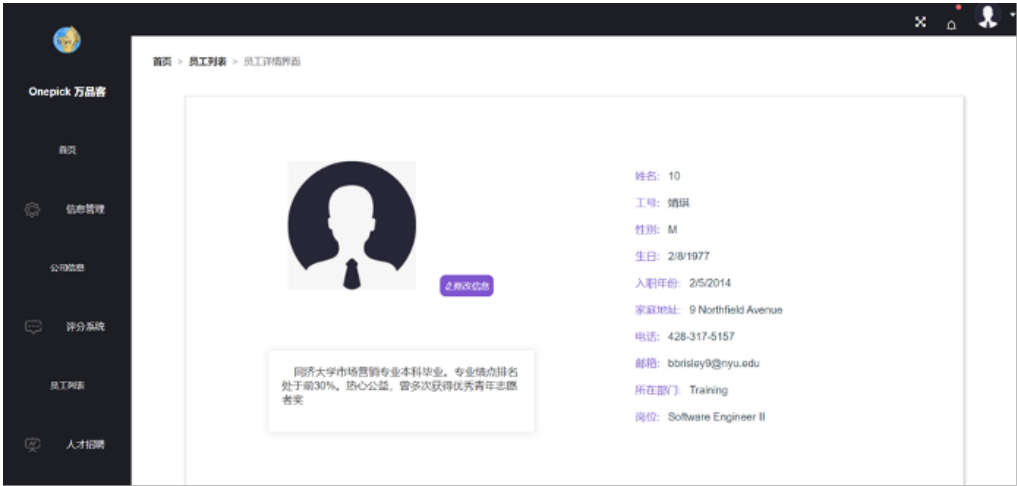 Onepick 万品客
首页
信息管理
公司信息
评分系统
员工列表
人才招聘
首页 > 员工列表 > 员工详情界面
修改信息
同济大学市场营销专业本科毕业。专业绩点排名
处于前30%。热心公益，曾多次获得优秀青年志愿
者奖
姓名: 10
工号: 婧琪
性别: M
生日: 2/8/1977
入职年份: 2/5/2014
家庭地址: 9 Northfield Avenue
电话: 428-317-5157
邮箱: bbrisley9@nyu.edu
所在部门: Training
岗位: Software Engineer II